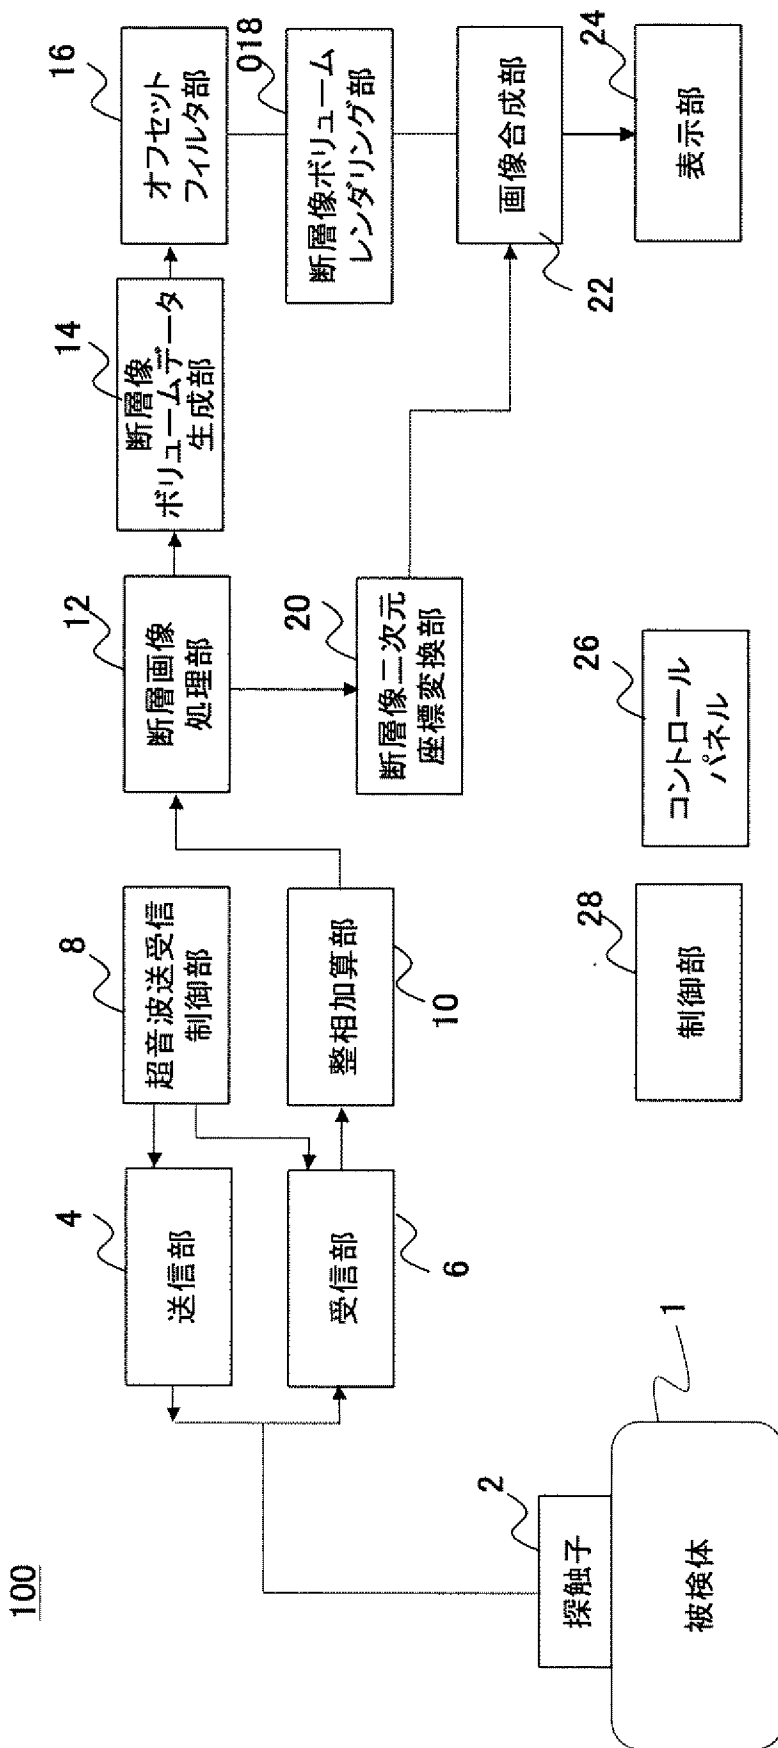 100
1
被検体
2
探触子
4
送信部
6
受信部
8
超音波送受信
制御部
10
整相加算部
12
断層画像
処理部
14
断層像
ボリュームデータ
生成部
16
オフセット
フィルタ部
018
断層像ボリューム
レンダリング部
20
断層像二次元
座標変換部
22
画像合成部
24
表示部
26
コントロール
パネル
28
制御部